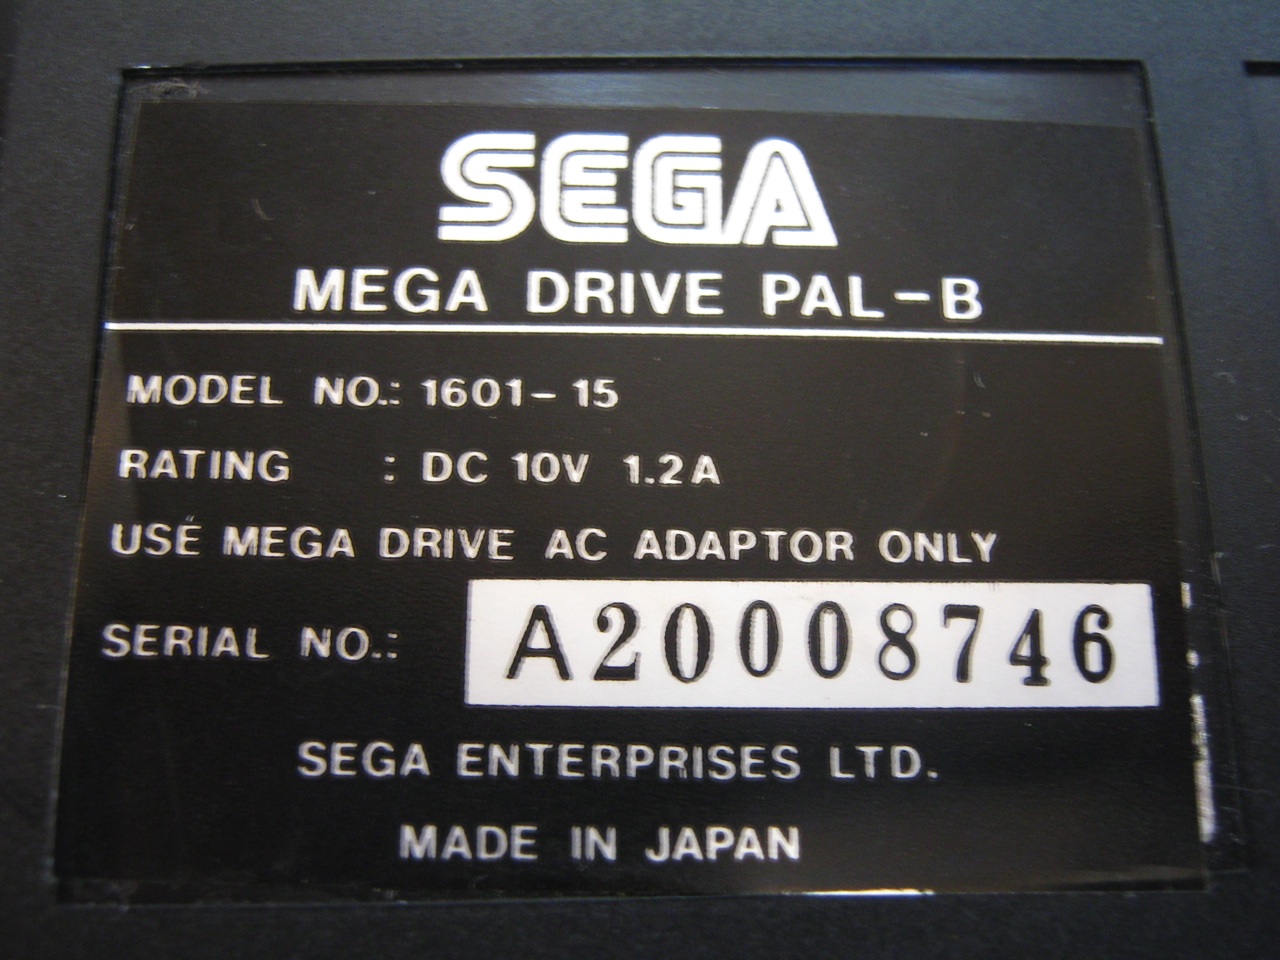 SEGA
MEGA DRIVE PAL-B
MODEL NO.: 1601-15
RATING : DC 10V 1.2A
USE MEGA DRIVE AC ADAPTOR ONLY
SERIAL NO.: A20008746
SEGA ENTERPRISES LTD.
MADE IN JAPAN